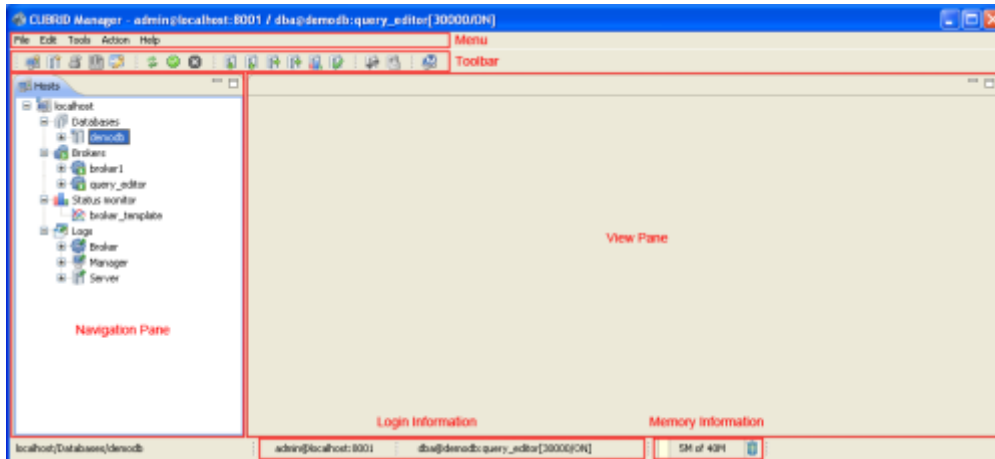 CUBRID Manager - admin@localhost:8001 / dba@demodb:query_editor[30000/ON]
File Edit Tools Action Help Menu
Toolbar
Hosts
localhost
Databases
demodb
Brokers
broker1
query_editor
Status monitor
broker_template
Logs
Broker
Manager
Server
View Pane
Navigation Pane
Login Information Memory Information
localhost/Databases/demodb admin@localhost:8001 dba@demodb:query_editor[30000/ON] 5M of 40M